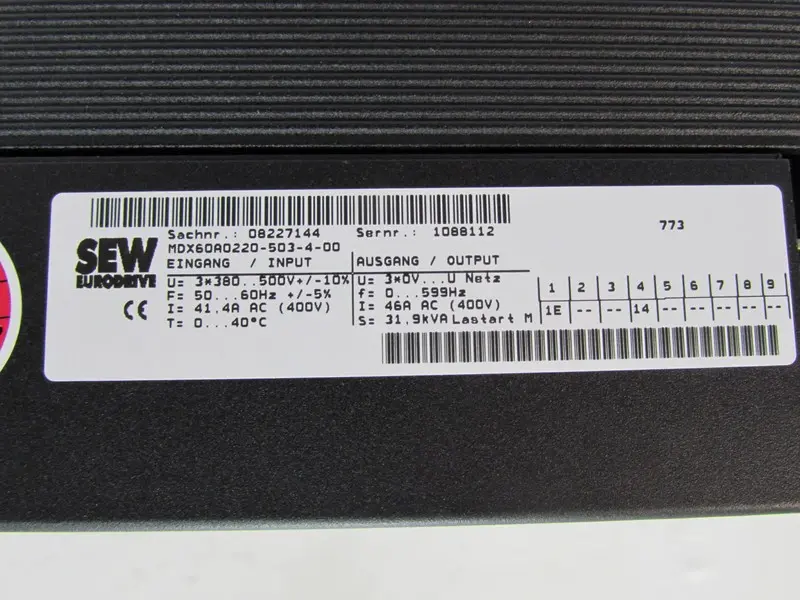 Sachnr.: 08227144 Sernr.: 1088112
773
SEW
EURODRIVE
MDX60A0220-503-4-00
EINGANG / INPUT
U= 3*380...500V+/-10%
F= 50...60Hz +/-5%
I= 41,4A AC (400V)
T= 0...40°C
CE
AUSGANG / OUTPUT
U= 3*0V...U Netz
f= 0...599Hz
I= 46A AC (400V)
S= 31,9kVA Lastart M
1 2 3 4 5 6 7 8 9
1E -- -- 14 -- -- -- -- --